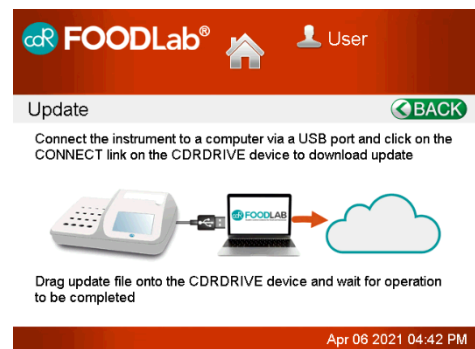 cdR FOODLab®
User
Update
BACK
Connect the instrument to a computer via a USB port and click on the
CONNECT link on the CDRDRIVE device to download update
cdR FOODLAB
Drag update file onto the CDRDRIVE device and wait for operation
to be completed
Apr 06 2021 04:42 PM